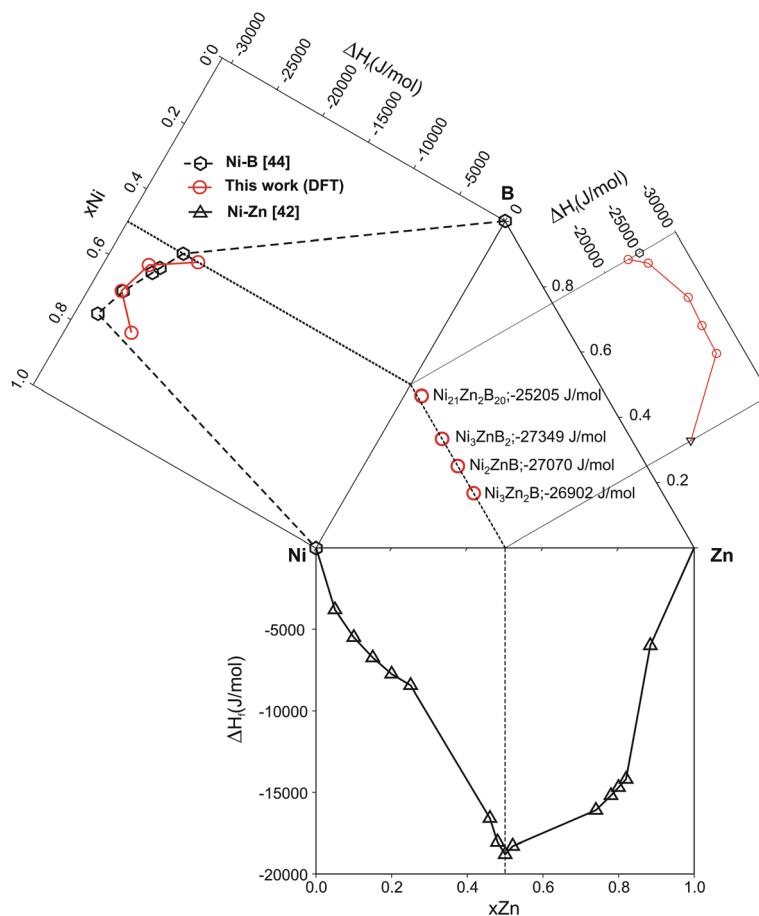 ΔHf(J/mol)
-30000
-25000
-20000
-15000
-10000
-5000
0
0.0
0.2
0.4
xNi
0.6
0.8
1.0
Ni-B [44]
This work (DFT)
Ni-Zn [42]
B
ΔHf(J/mol)
-30000
-25000
-20000
0.8
0.6
0.4
0.2
Ni21Zn2B20;-25205 J/mol
Ni3ZnB2;-27349 J/mol
Ni2ZnB;-27070 J/mol
Ni3Zn2B;-26902 J/mol
Ni
Zn
-5000
-10000
-15000
-20000
ΔHf(J/mol)
0.0
0.2
0.4
0.6
0.8
1.0
xZn